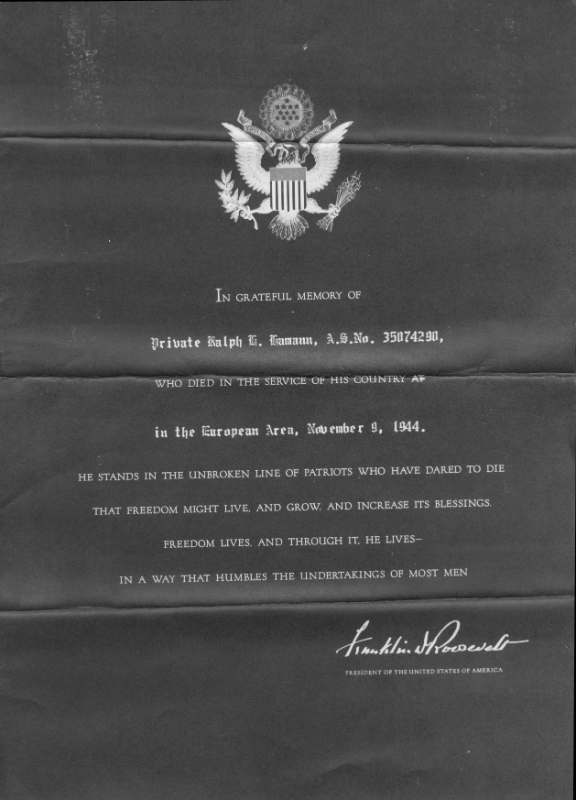 IN GRATEFUL MEMORY OF
Private Ralph A.S.No. 35074290,
WHO DIED IN THE SERVICE OF HIS COUNTRY AT
in the European Area, November 9, 1944.
HE STANDS IN THE UNBROKEN LINE OF PATRIOTS WHO HAVE DARED TO DIE
THAT FREEDOM MIGHT LIVE, AND GROW, AND INCREASE ITS BLESSINGS.
FREEDOM LIVES, AND THROUGH IT, HE LIVES—
IN A WAY THAT HUMBLES THE UNDERTAKINGS OF MOST MEN
Franklin D Roosevelt
PRESIDENT OF THE UNITED STATES OF AMERICA